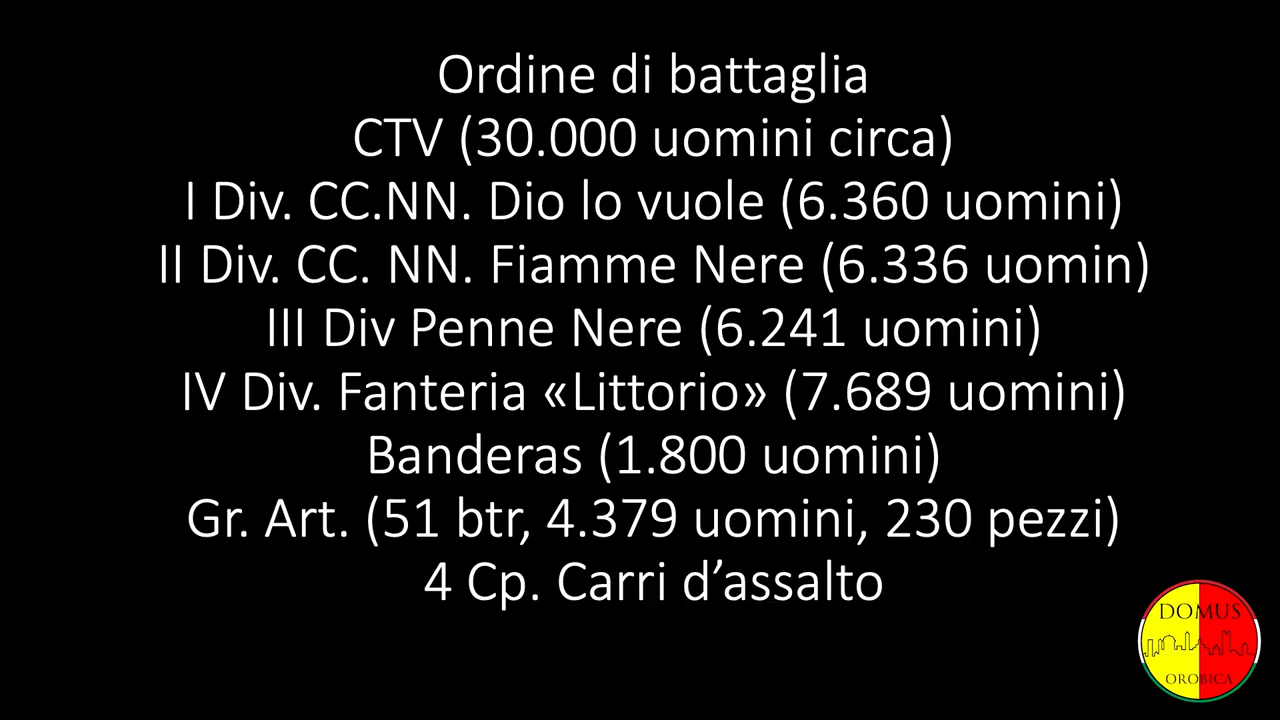 Ordine di battaglia
CTV (30.000 uomini circa)
I Div. CC.NN. Dio lo vuole (6.360 uomini)
II Div. CC. NN. Fiamme Nere (6.336 uomin)
III Div Penne Nere (6.241 uomini)
IV Div. Fanteria «Littorio» (7.689 uomini)
Banderas (1.800 uomini)
Gr. Art. (51 btr, 4.379 uomini, 230 pezzi)
4 Cp. Carri d’assalto
DOMUS
OROBICA